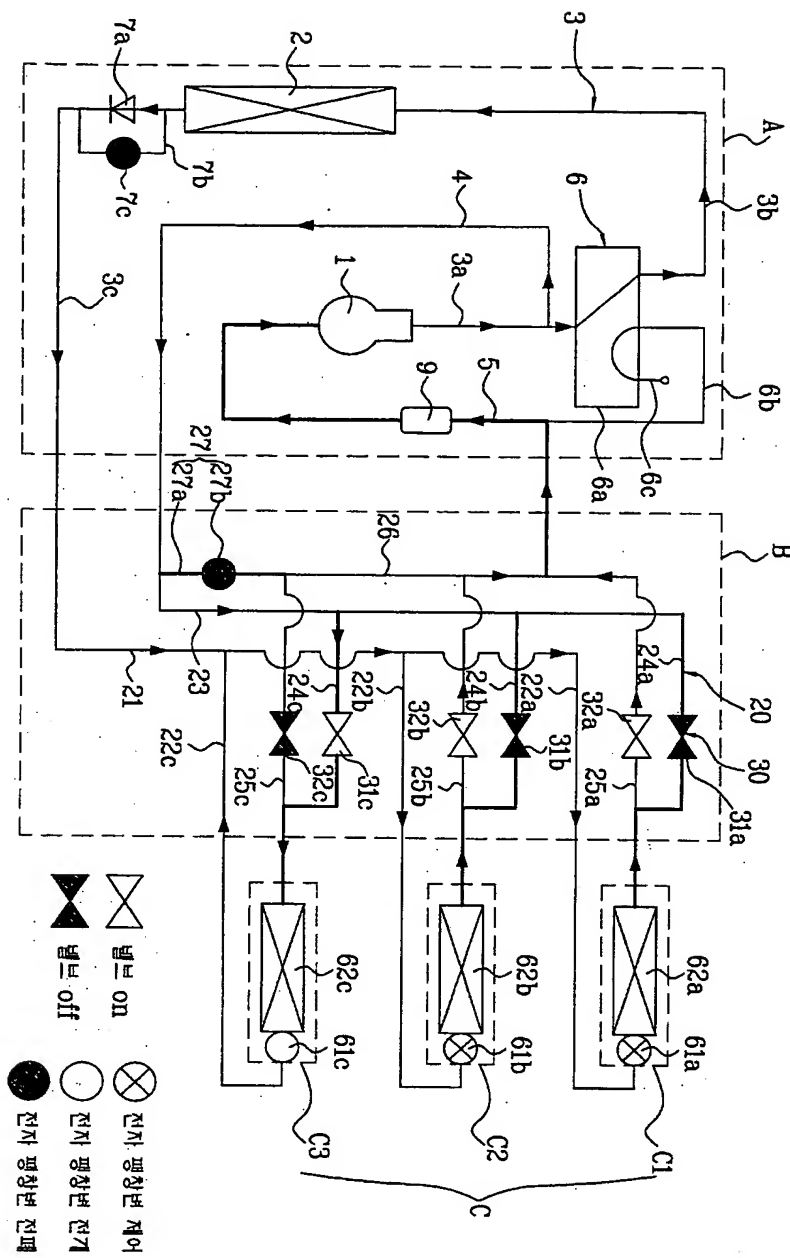 A
B
3
3b
6
6b
6c
6a
4
3a
5
1
9
2
7a
7b
7c
3c
27
27a
27b
26
21
23
20
30
24a
31a
32a
25a
22a
24b
31b
32b
25b
22b
24c
31c
32c
25c
22c
62a
61a
C1
62b
61b
C2
62c
61c
C3
C
밸브 on
밸브 off
전자 팽창변 제어
전자 팽창변 전개
전자 팽창변 전폐